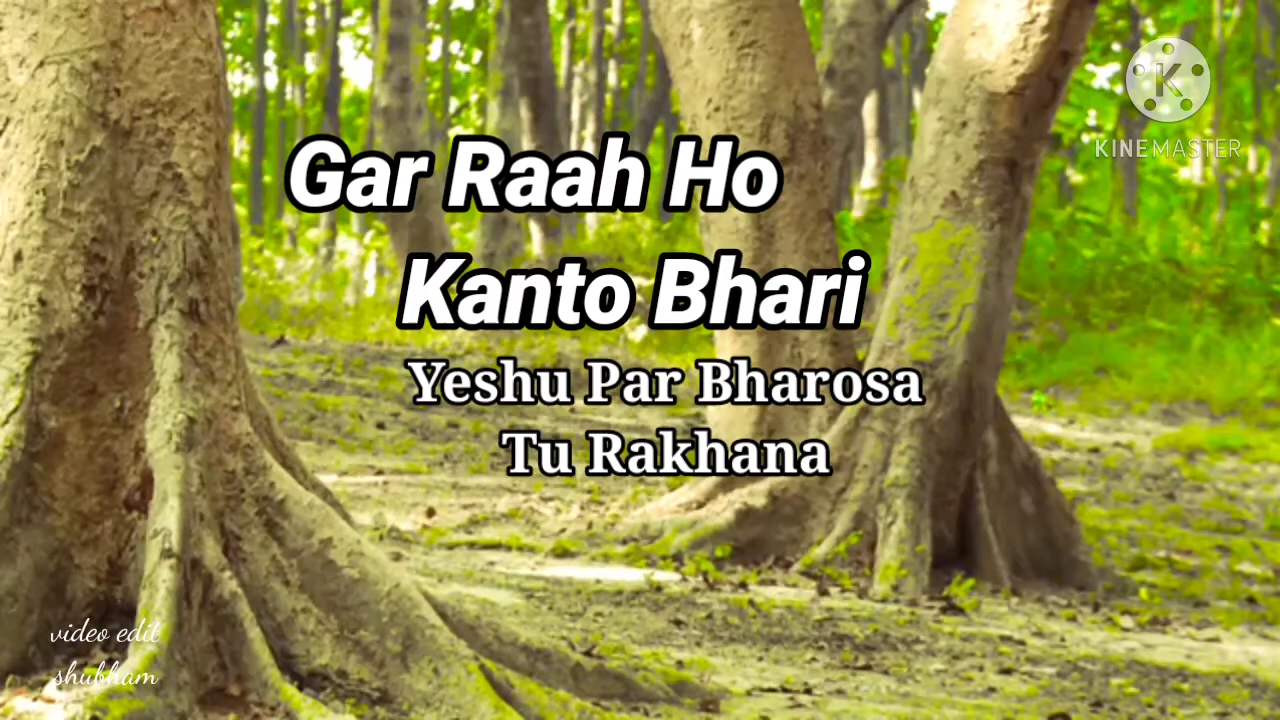 KINEMASTER
Gar Raah Ho
Kanto Bhari
Yeshu Par Bharosa
Tu Rakhana
video edit
shubham